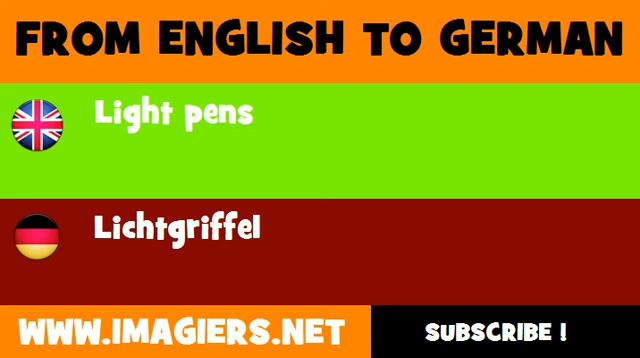 FROM ENGLISH TO GERMAN
Light pens
Lichtgriffel
WWW.IMAGIERS.NET
SUBSCRIBE !